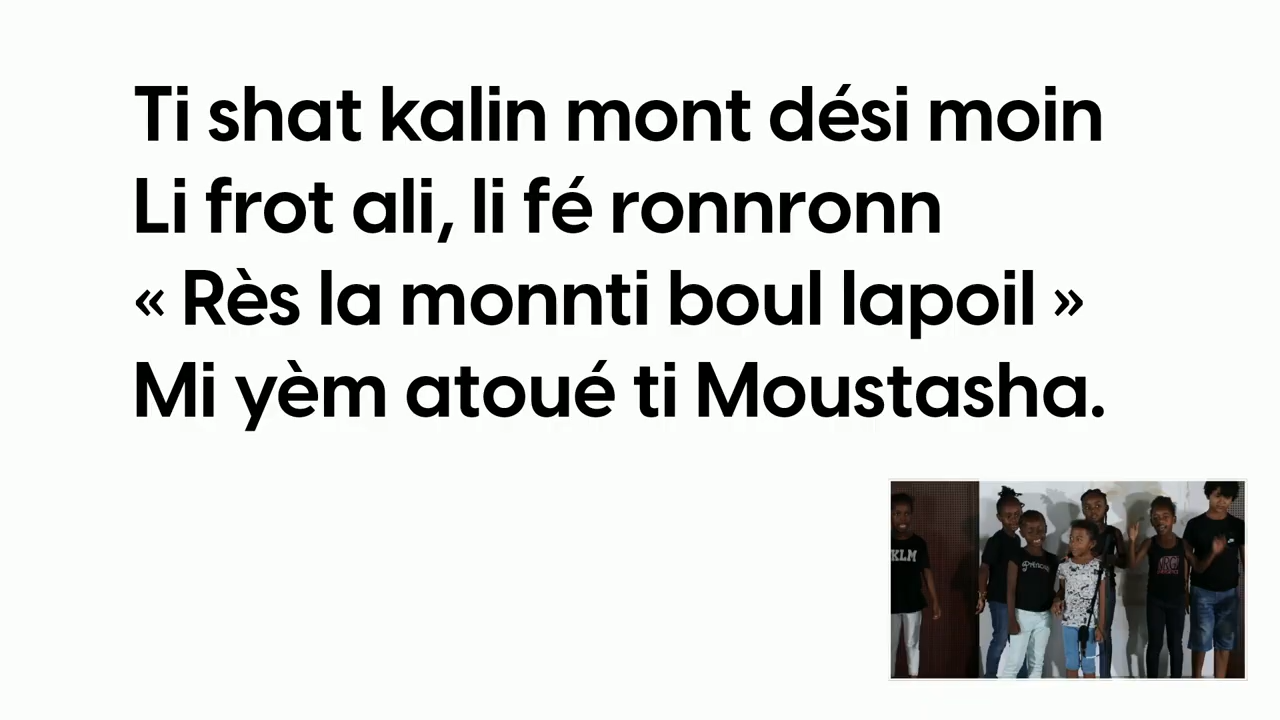 Ti shat kalin mont dési moin
Li frot ali, li fé ronnronn
« Rès la monnti boul lapoil »
Mi yèm atoué ti Moustasha.
KLM